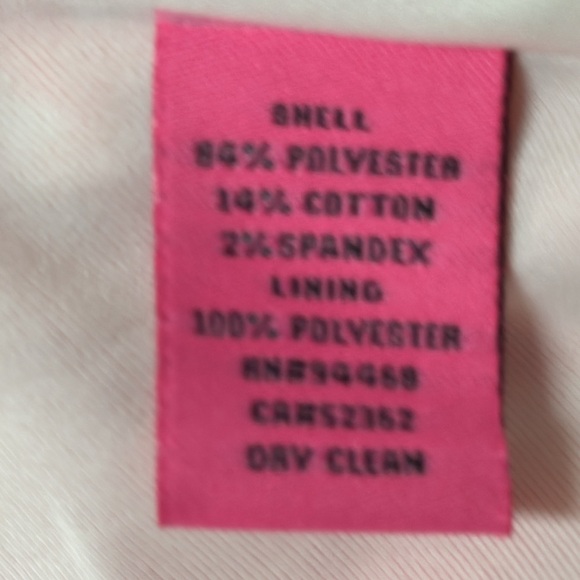 SHELL
84% POLYESTER
14% COTTON
2% SPANDEX
LINING
100% POLYESTER
DRY CLEAN